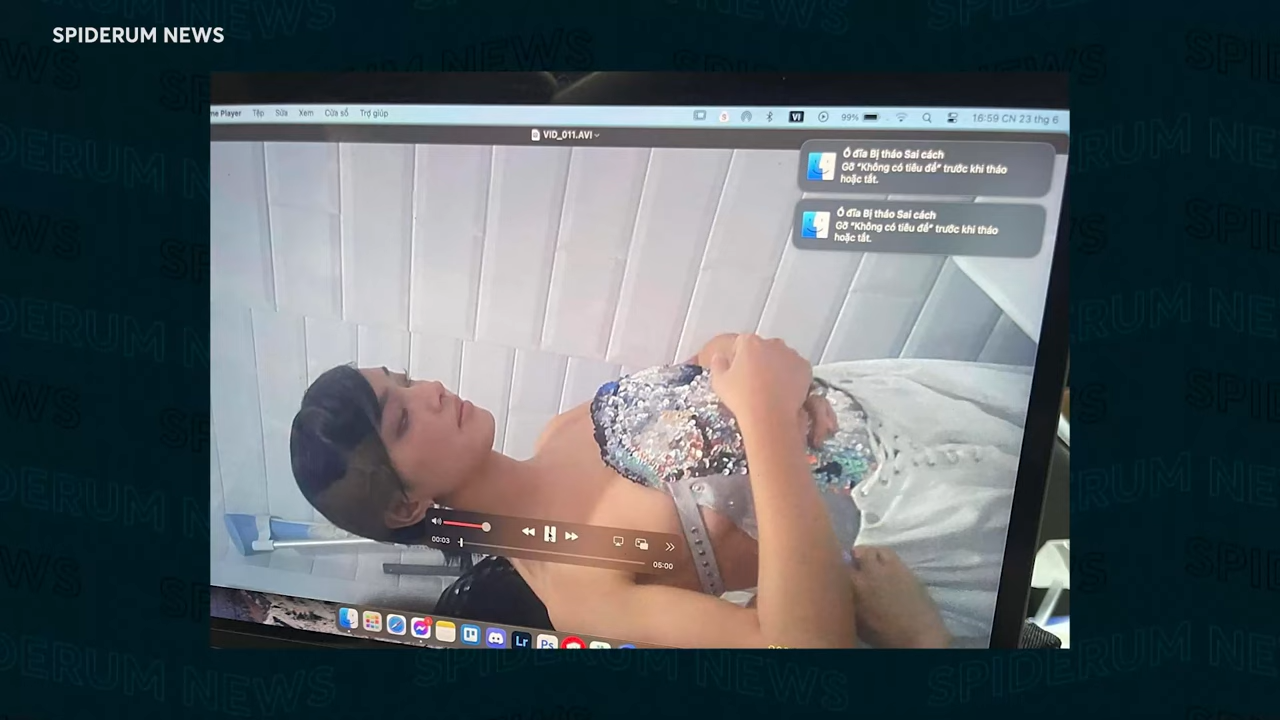 SPIDERUM NEWS
me Player Tệp Sửa Xem Cửa sổ Trợ giúp
VI 99% 16:59 CN 23 thg 6
VID_011.AVI
Ổ đĩa Bị tháo Sai cách
Gỡ “Không có tiêu đề” trước khi tháo
hoặc tắt.
Ổ đĩa Bị tháo Sai cách
Gỡ “Không có tiêu đề” trước khi tháo
hoặc tắt.
00:03
05:00
Lr Ps